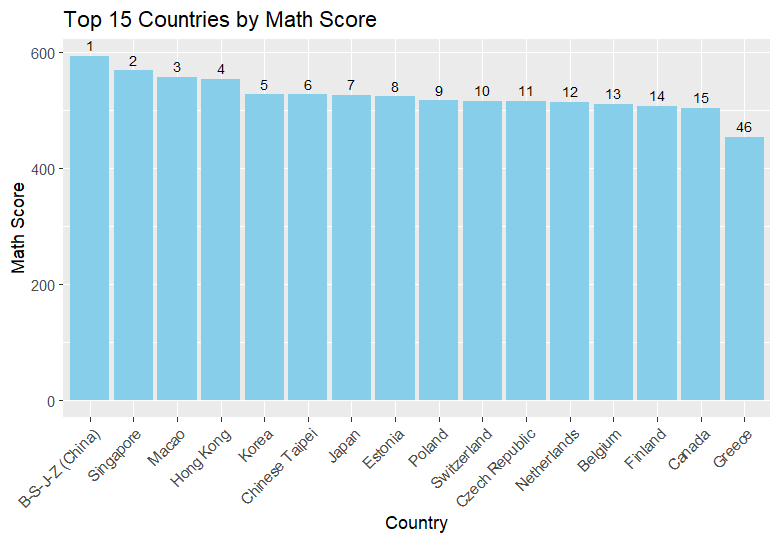 Top 15 Countries by Math Score
Math Score
600
400
200
0
1
2
3
4
5
6
7
8
9
10
11
12
13
14
15
46
B-S-J-Z (China)
Singapore
Macao
Hong Kong
Korea
Chinese Taipei
Japan
Estonia
Poland
Switzerland
Czech Republic
Netherlands
Belgium
Finland
Canada
Greece
Country